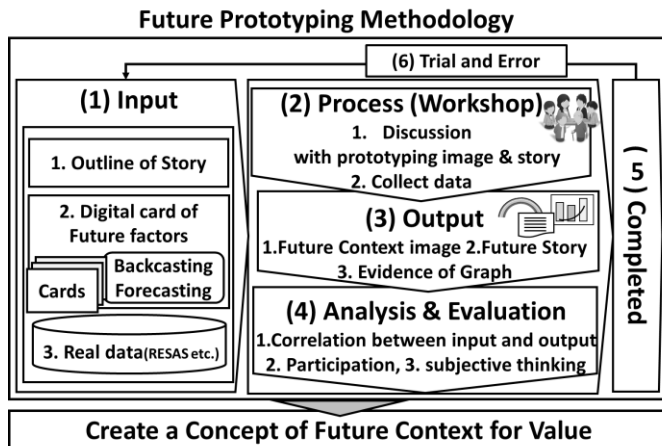 Future Prototyping Methodology
(6) Trial and Error
(1) Input
1. Outline of Story
2. Digital card of
Future factors
Cards
Backcasting
Forecasting
3. Real data(RESAS etc.)
(2) Process (Workshop)
1. Discussion
with prototyping image & story
2. Collect data
(3) Output
1.Future Context image 2.Future Story
3. Evidence of Graph
(4) Analysis & Evaluation
1.Correlation between input and output
2. Participation, 3. subjective thinking
(5) Completed
Create a Concept of Future Context for Value